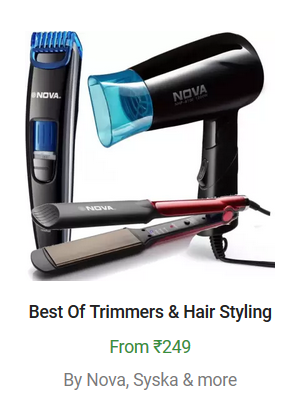 NOVA
NOVA
NOVA
Best Of Trimmers & Hair Styling
From ₹249
By Nova, Syska & more